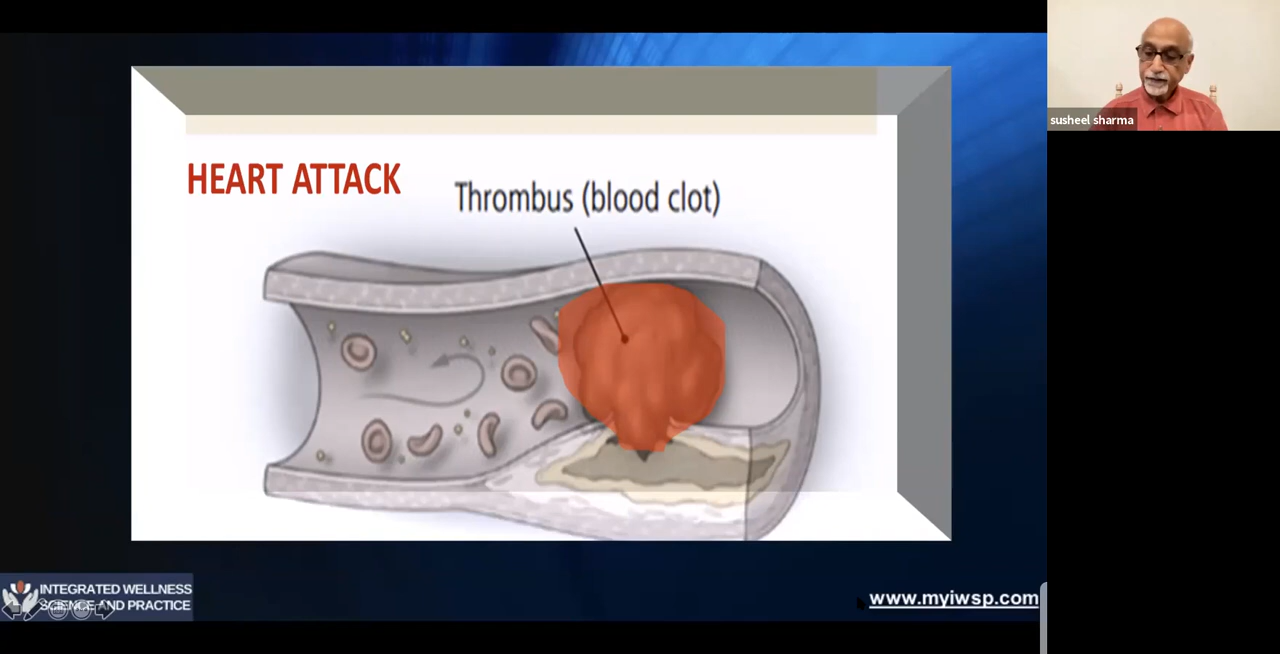 HEART ATTACK
Thrombus (blood clot)
susheel sharma
INTEGRATED WELLNESS
SCIENCE AND PRACTICE
www.myiwsp.com